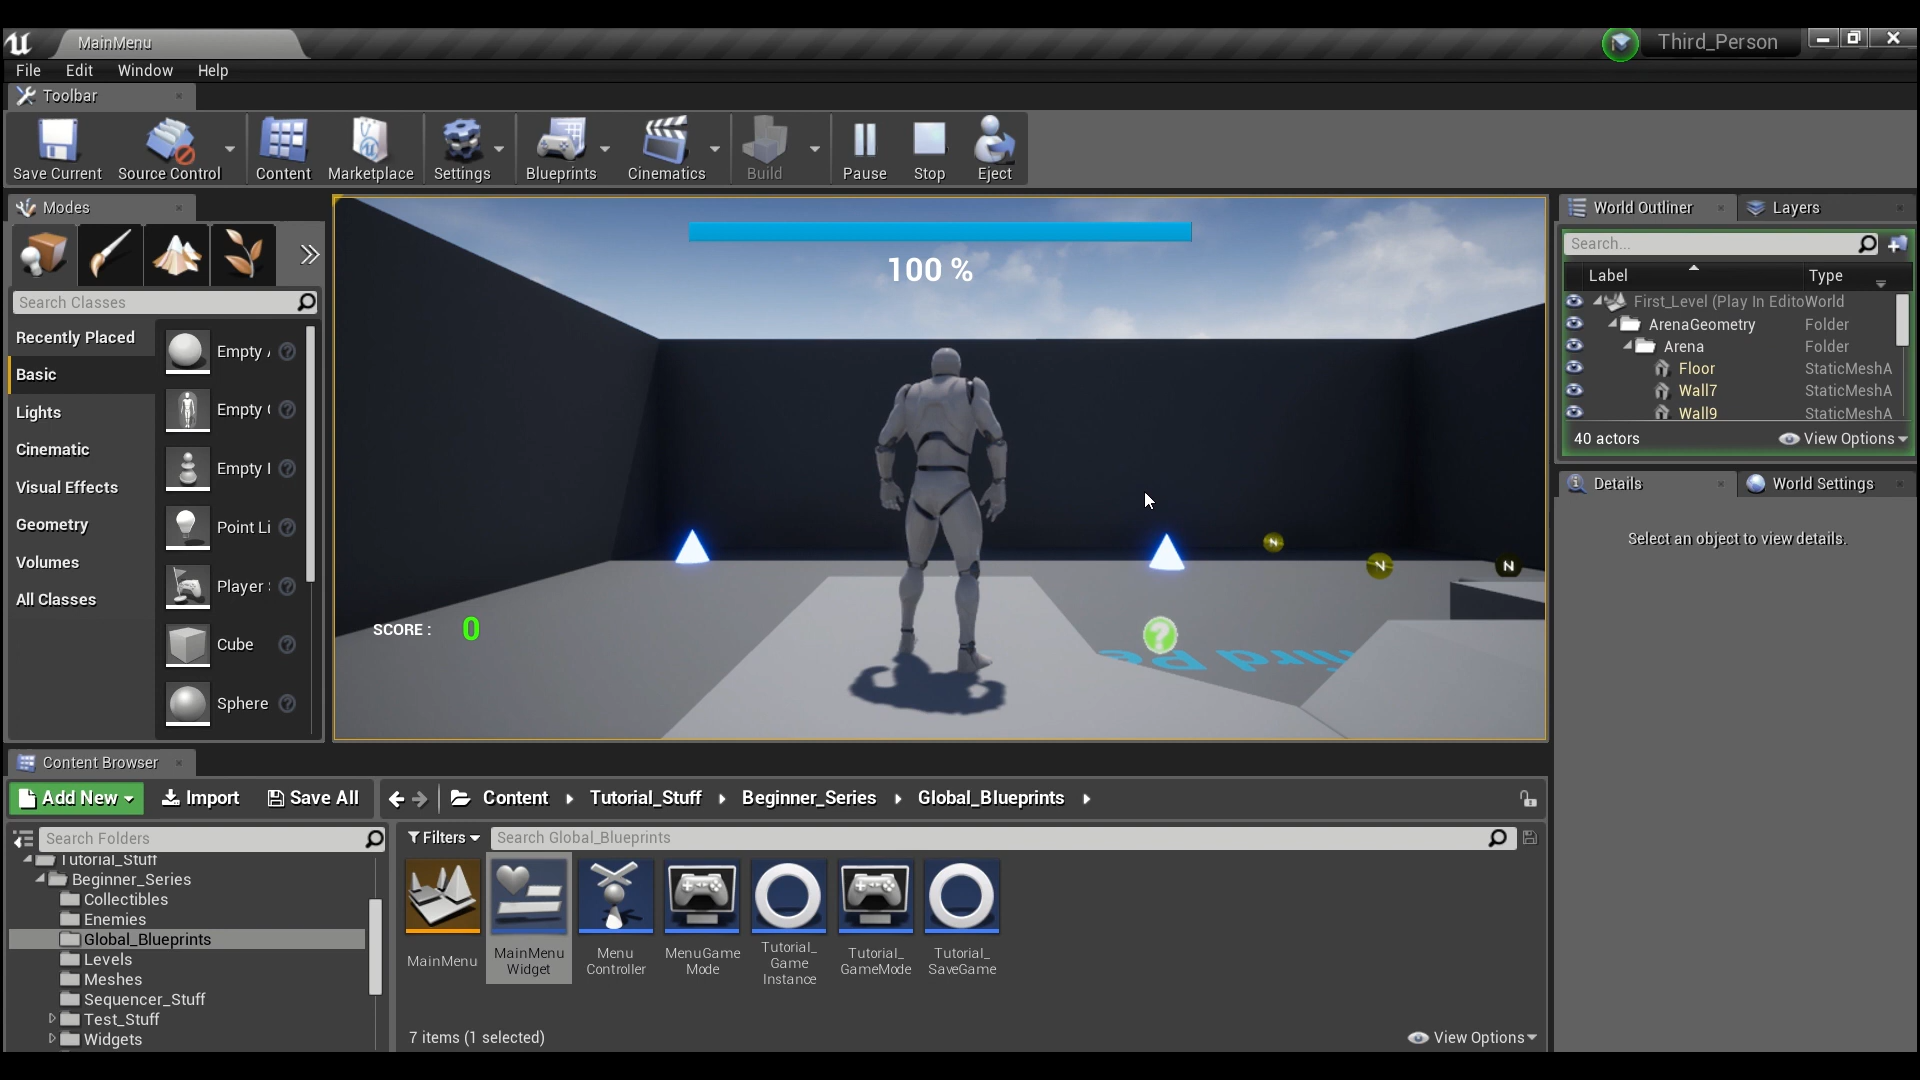 MainMenu
Third_Person
File Edit Window Help
Toolbar
Save Current Source Control Content Marketplace Settings Blueprints Cinematics Build Pause Stop Eject
Modes
Search Classes
Recently Placed
Basic
Lights
Cinematic
Visual Effects
Geometry
Volumes
All Classes
Empty
Empty
Empty
Point Li
Player
Cube
Sphere
100 %
SCORE : 0
N
N
N
?
World Outliner Layers
Search...
Label Type
First_Level (Play In Edito World
ArenaGeometry Folder
Arena Folder
Floor StaticMeshA
Wall7 StaticMeshA
Wall9 StaticMeshA
40 actors View Options
Details World Settings
Select an object to view details.
Content Browser
Add New Import Save All Content Tutorial_Stuff Beginner_Series Global_Blueprints
Search Folders
Filters Search Global_Blueprints
Tutorial_Stuff
Beginner_Series
Collectibles
Enemies
Global_Blueprints
Levels
Meshes
Sequencer_Stuff
Test_Stuff
Widgets
MainMenu
MainMenu
Widget
Menu
Controller
MenuGame
Mode
Tutorial_
Game
Instance
Tutorial_
GameMode
Tutorial_
SaveGame
7 items (1 selected) View Options